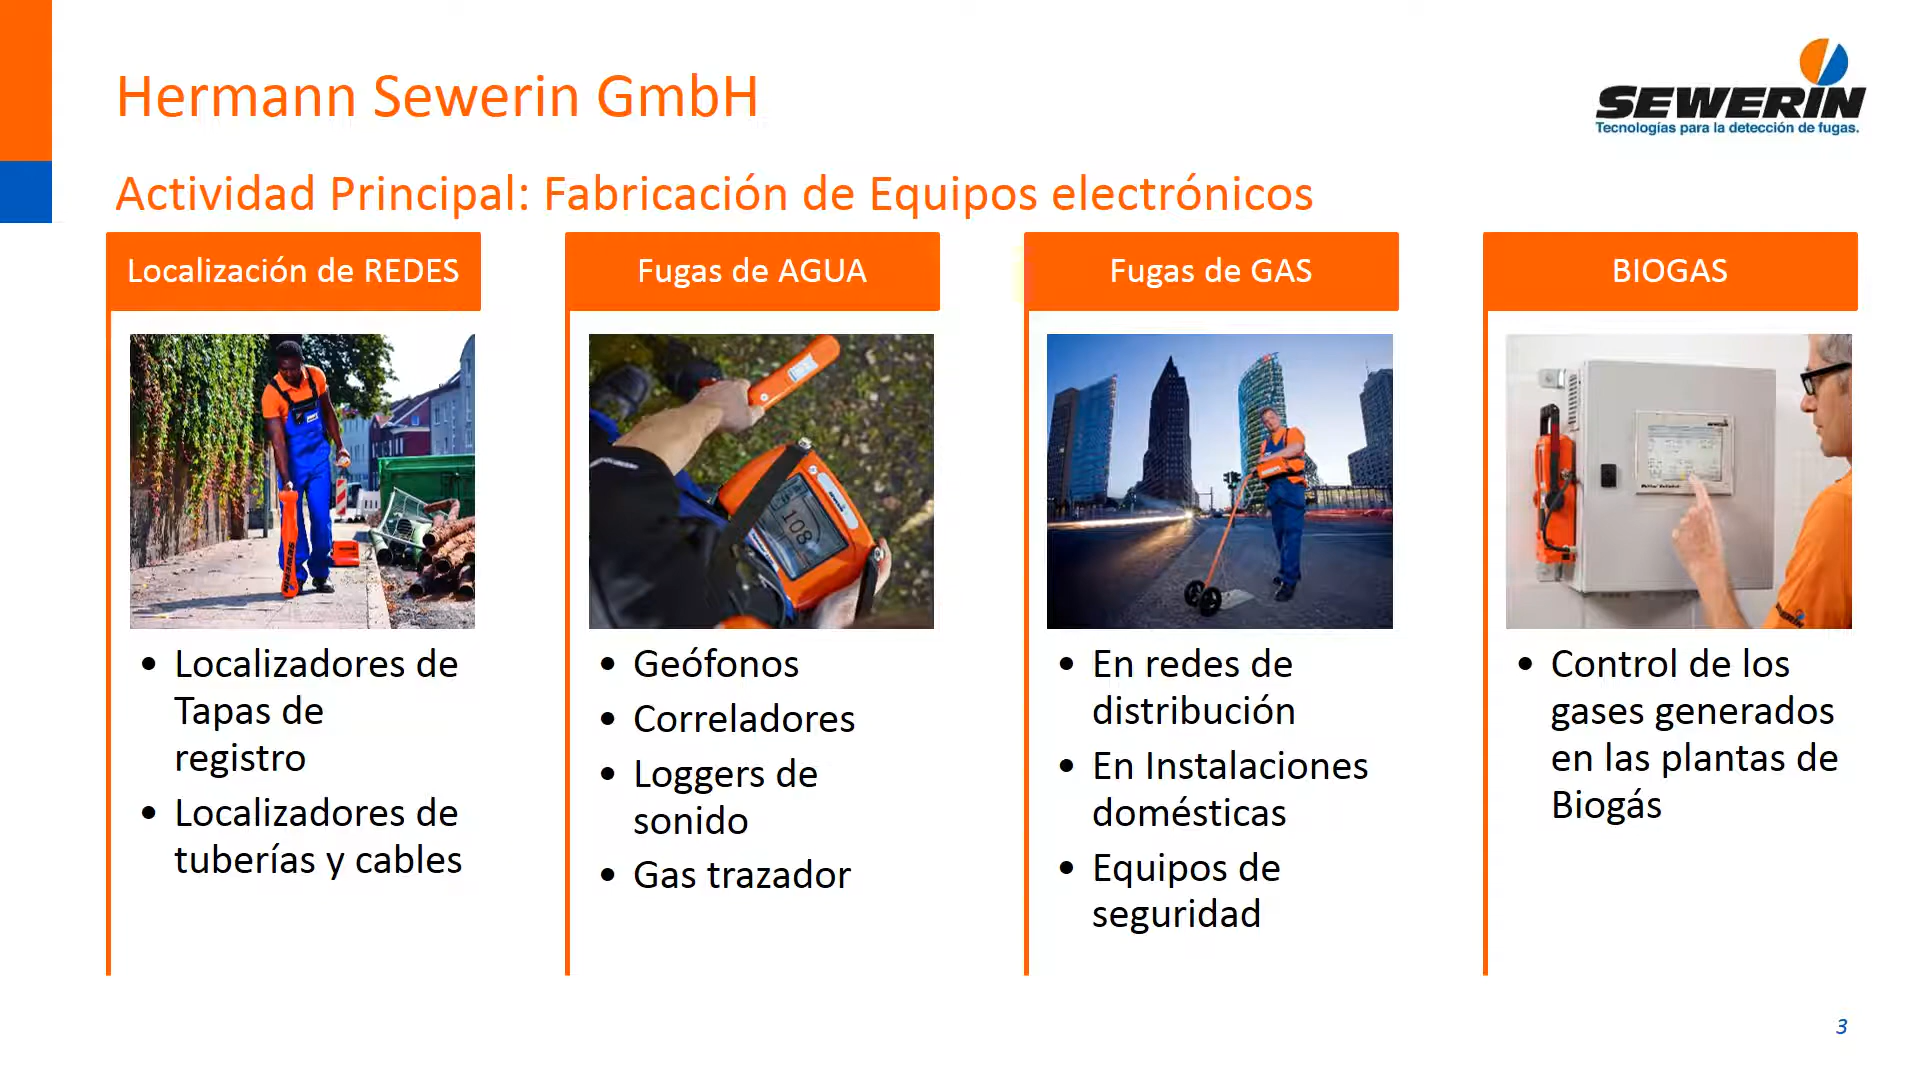 Hermann Sewerin GmbH
SEWERIN
Tecnologías para la detección de fugas.
Actividad Principal: Fabricación de Equipos electrónicos
Localización de REDES
• Localizadores de
Tapas de
registro
• Localizadores de
tuberías y cables
Fugas de AGUA
108
• Geófonos
• Correladores
• Loggers de
sonido
• Gas trazador
Fugas de GAS
• En redes de
distribución
• En Instalaciones
domésticas
• Equipos de
seguridad
BIOGAS
SEWERIN
• Control de los
gases generados
en las plantas de
Biogás
3